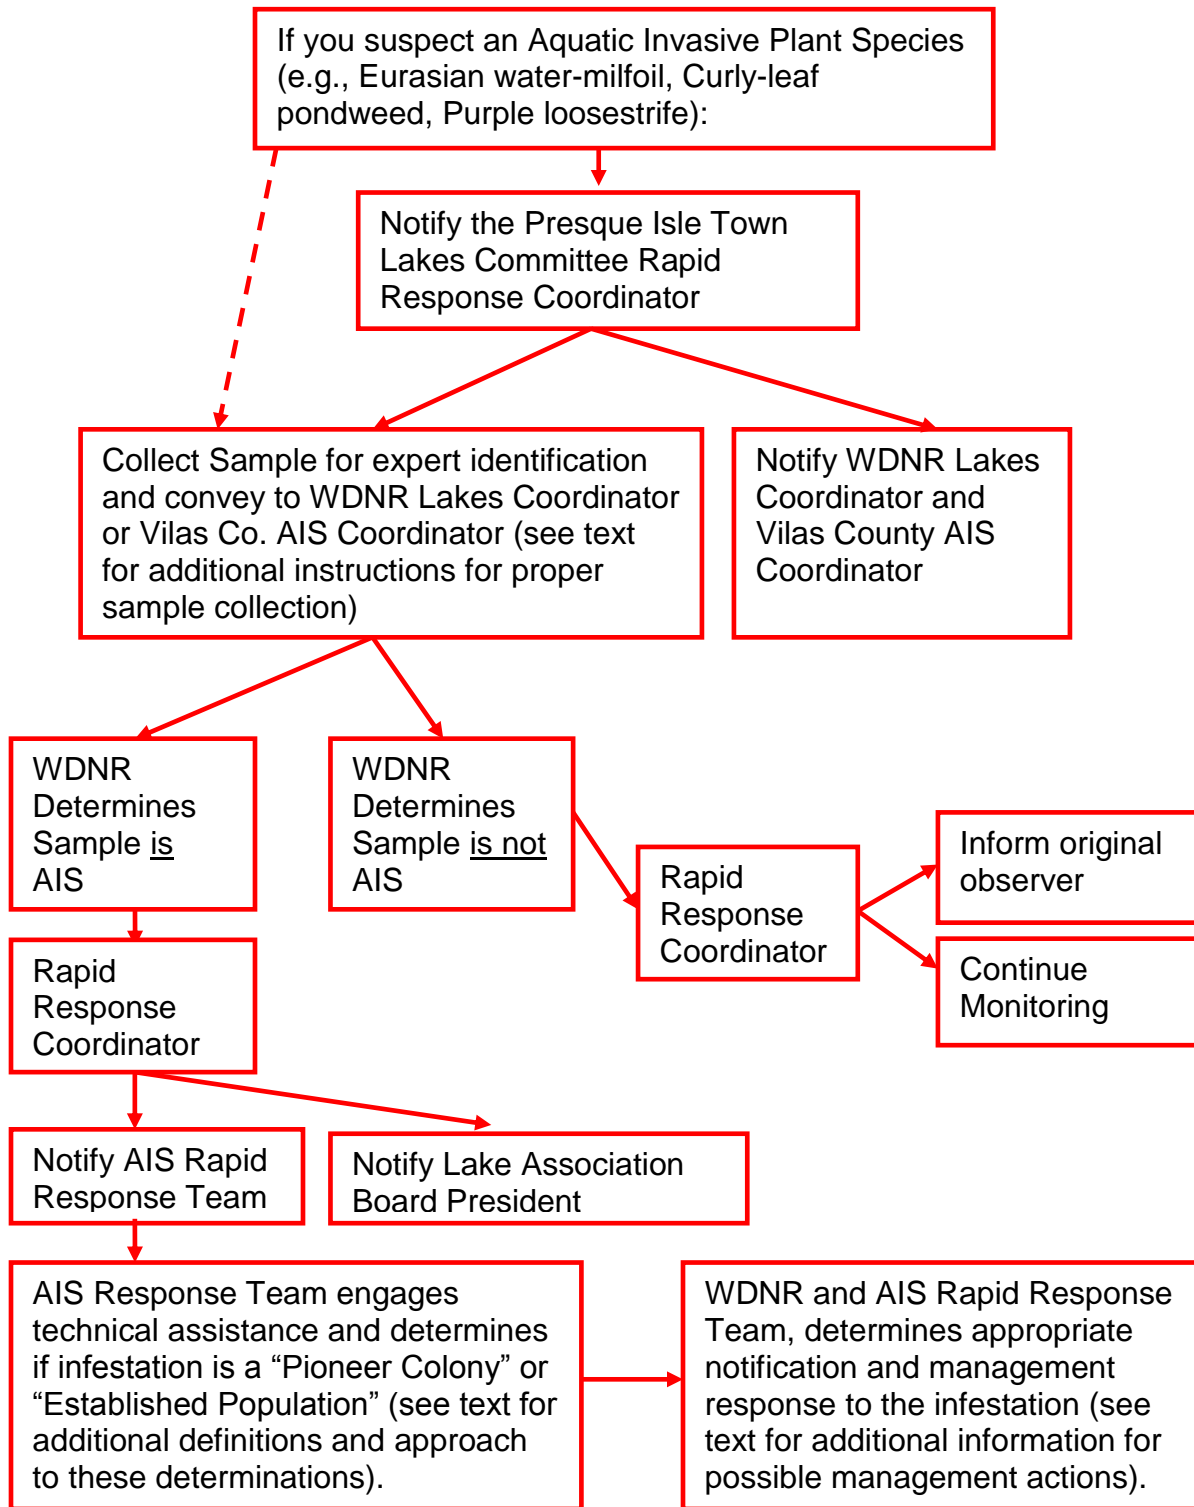 If you suspect an Aquatic Invasive Plant Species
(e.g., Eurasian water-milfoil, Curly-leaf
pondweed, Purple loosestrife):
Notify the Presque Isle Town
Lakes Committee Rapid
Response Coordinator
Collect Sample for expert identification
and convey to WDNR Lakes Coordinator
or Vilas Co. AIS Coordinator (see text
for additional instructions for proper
sample collection)
Notify WDNR Lakes
Coordinator and
Vilas County AIS
Coordinator
WDNR
Determines
Sample is
AIS
WDNR
Determines
Sample is not
AIS
Rapid
Response
Coordinator
Inform original
observer
Continue
Monitoring
Rapid
Response
Coordinator
Notify AIS Rapid
Response Team
Notify Lake Association
Board President
AIS Response Team engages
technical assistance and determines
if infestation is a “Pioneer Colony” or
“Established Population” (see text for
additional definitions and approach
to these determinations).
WDNR and AIS Rapid Response
Team, determines appropriate
notification and management
response to the infestation (see
text for additional information for
possible management actions).